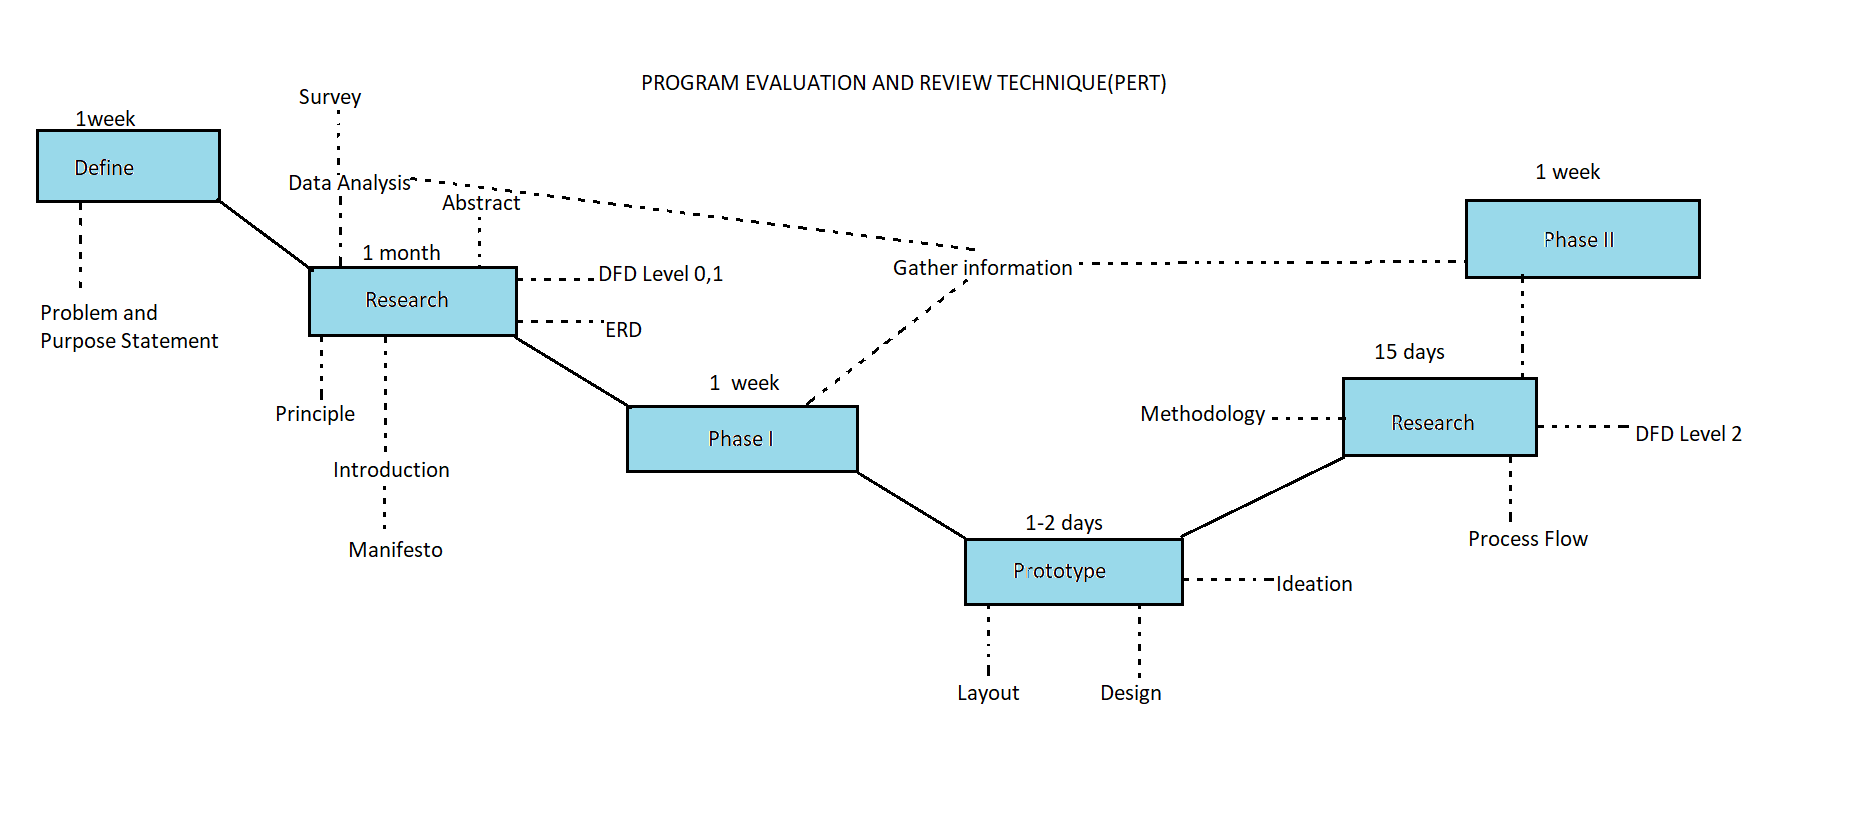 PROGRAM EVALUATION AND REVIEW TECHNIQUE(PERT)
Survey
1week
Define
Data Analysis
Abstract
1 week
Phase II
1 month
Research
DFD Level 0,1
Gather information
ERD
Problem and
Purpose Statement
Principle
Introduction
Manifesto
1  week
Phase I
15 days
Methodology
Research
DFD Level 2
Process Flow
1-2 days
Prototype
Ideation
Layout
Design